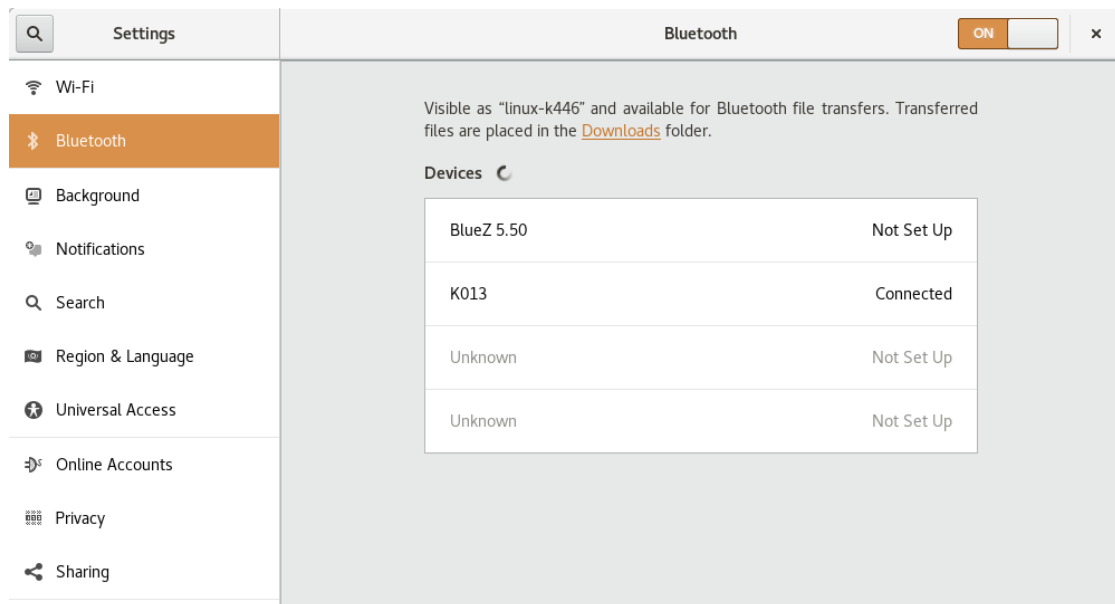 Settings
Bluetooth
ON
Wi-Fi
Bluetooth
Background
Notifications
Search
Region & Language
Universal Access
Online Accounts
Privacy
Sharing
Visible as “linux-k446” and available for Bluetooth file transfers. Transferred
files are placed in the Downloads folder.
Devices
BlueZ 5.50 Not Set Up
K013 Connected
Unknown Not Set Up
Unknown Not Set Up